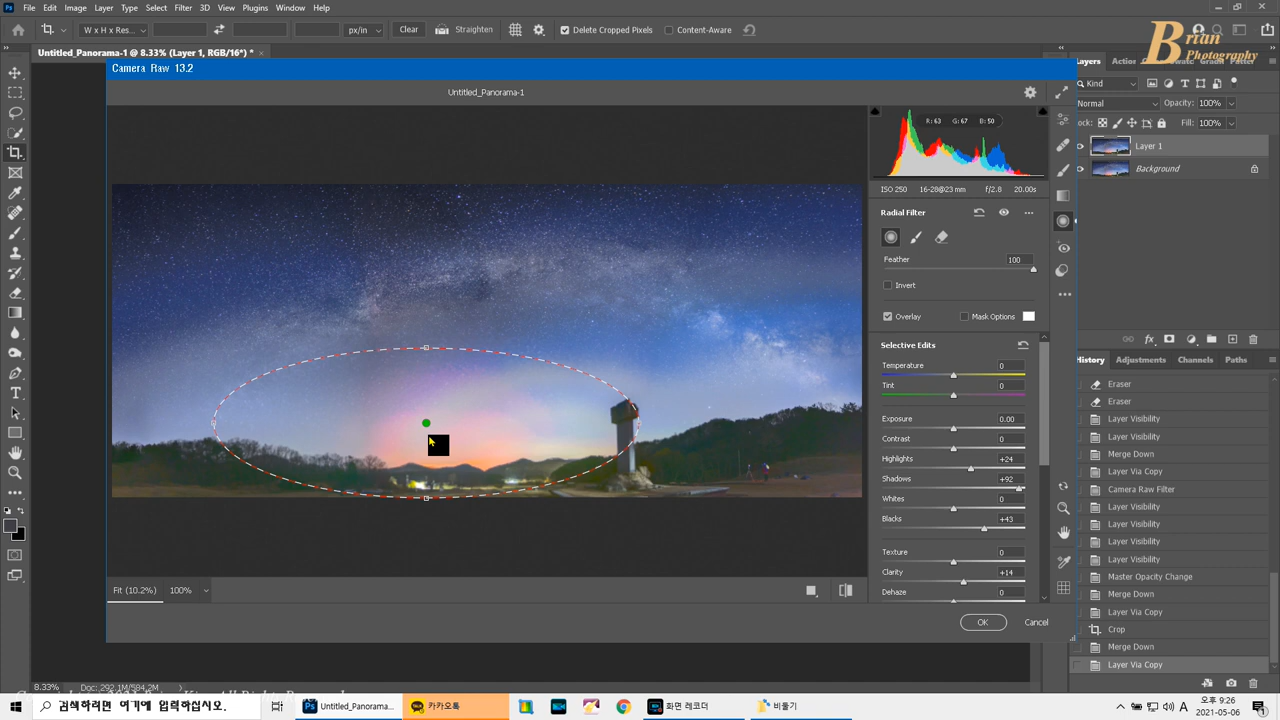 File Edit Image Layer Type Select Filter 3D View Plugins Window Help
W x H x Res... px/in Clear Straighten Delete Cropped Pixels Content-Aware
Brian
Photography
Untitled_Panorama-1 @ 8.33% (Layer 1, RGB/16*) *
Layers
Camera Raw 13.2
Untitled_Panorama-1
Kind
Normal Opacity: 100%
Lock: Fill: 100%
Layer 1
Background
R: 63 G: 67 B: 50
ISO 250 16-28@23 mm f/2.8 20.00s
Radial Filter
Feather 100
Invert
Overlay Mask Options
Selective Edits
Temperature 0
Tint 0
Exposure 0.00
Contrast 0
Highlights +24
Shadows +92
Whites 0
Blacks +43
Texture 0
Clarity +14
Dehaze 0
Fit (10.2%) 100%
OK Cancel
History Adjustments Channels Paths
Eraser
Eraser
Layer Visibility
Layer Visibility
Merge Down
Layer Via Copy
Camera Raw Filter
Layer Visibility
Layer Visibility
Layer Visibility
Layer Visibility
Master Opacity Change
Merge Down
Layer Via Copy
Crop
Merge Down
Layer Via Copy
8.33% Doc: 292.1M/584.2M
검색하려면 여기에 입력하십시오.
Untitled_Panorama...
카카오톡
화면 레코더
비둘기
A
오후 9:26
2021-05-06